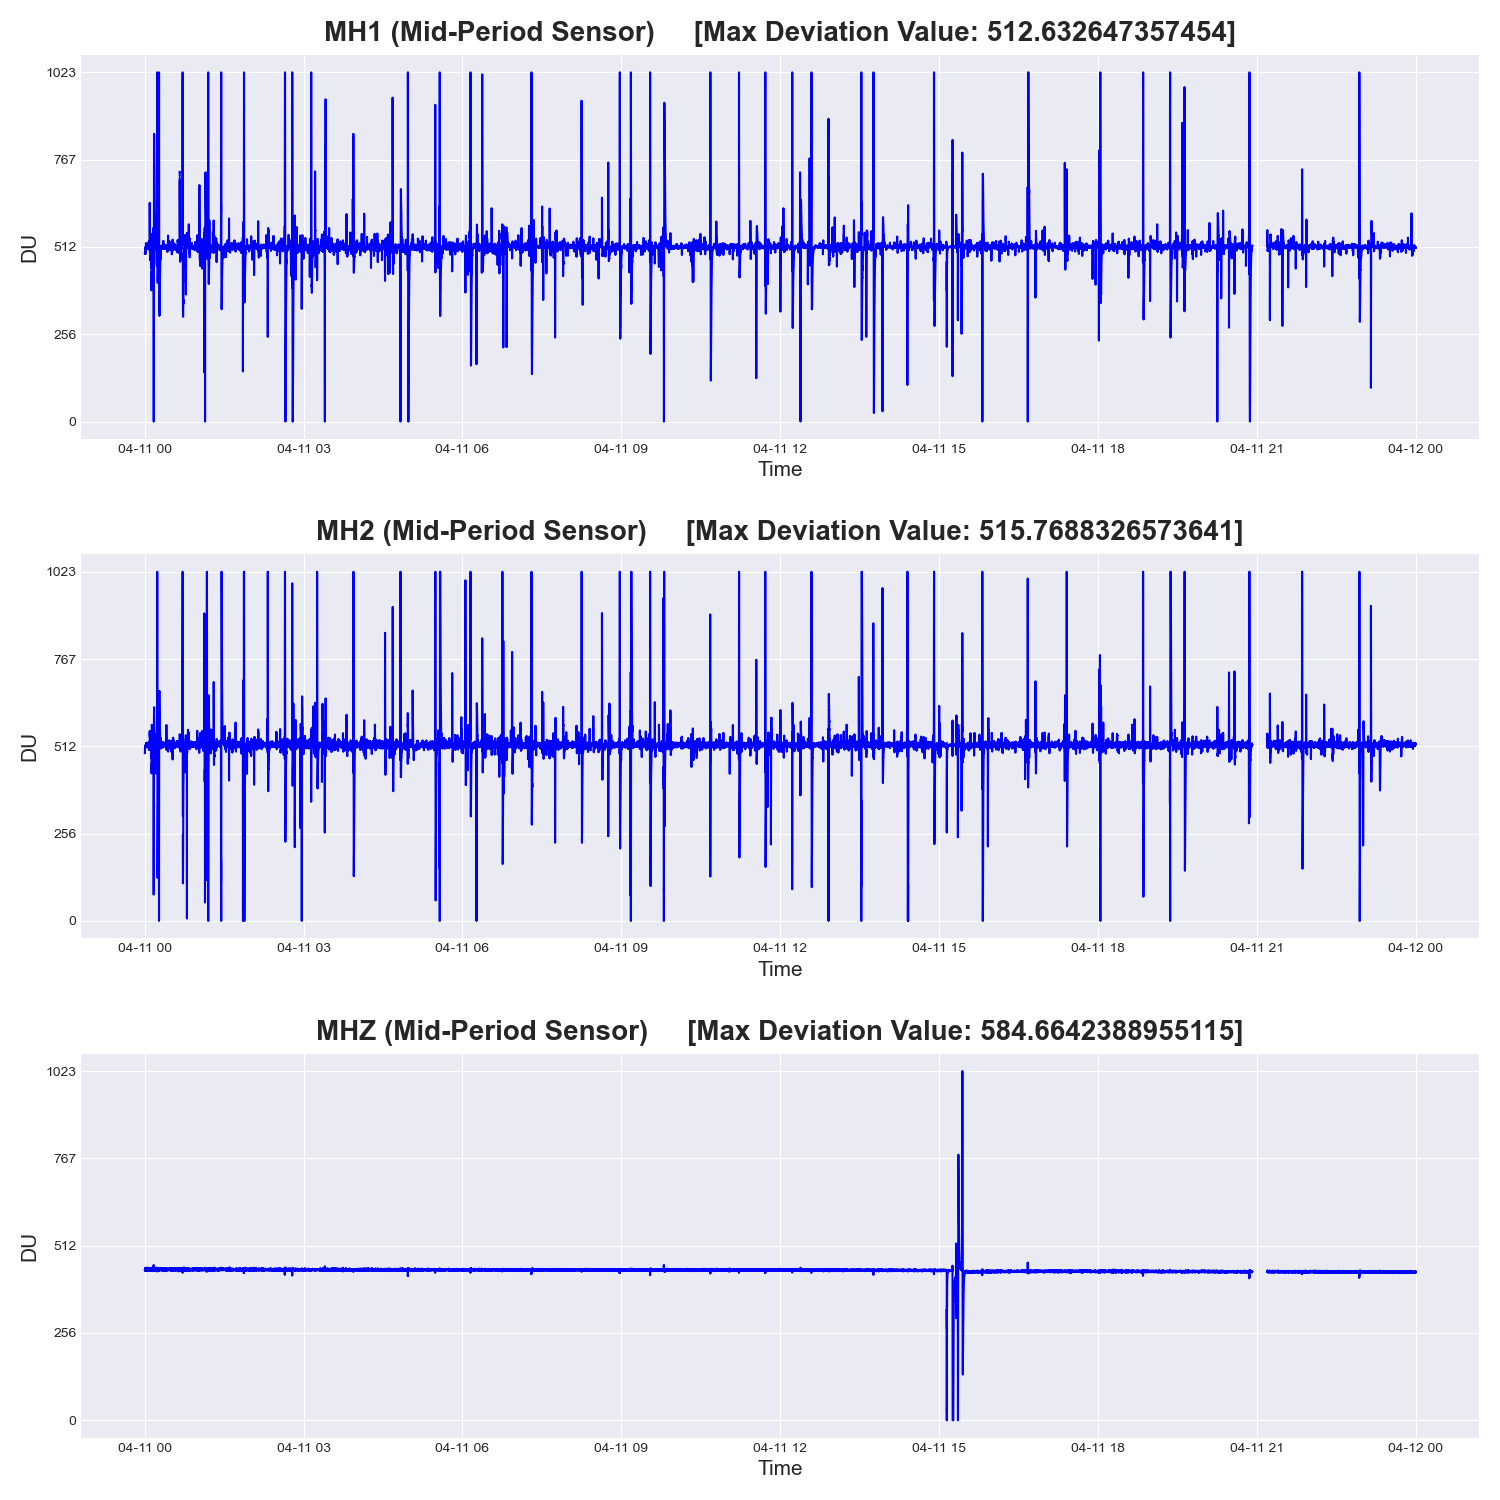 MH1 (Mid-Period Sensor) [Max Deviation Value: 512.632647357454]
1023
767
512
256
0
DU
04-11 00 04-11 03 04-11 06 04-11 09 04-11 12 04-11 15 04-11 18 04-11 21 04-12 00
Time
MH2 (Mid-Period Sensor) [Max Deviation Value: 515.7688326573641]
1023
767
512
256
0
DU
04-11 00 04-11 03 04-11 06 04-11 09 04-11 12 04-11 15 04-11 18 04-11 21 04-12 00
Time
MHZ (Mid-Period Sensor) [Max Deviation Value: 584.6642388955115]
1023
767
512
256
0
DU
04-11 00 04-11 03 04-11 06 04-11 09 04-11 12 04-11 15 04-11 18 04-11 21 04-12 00
Time